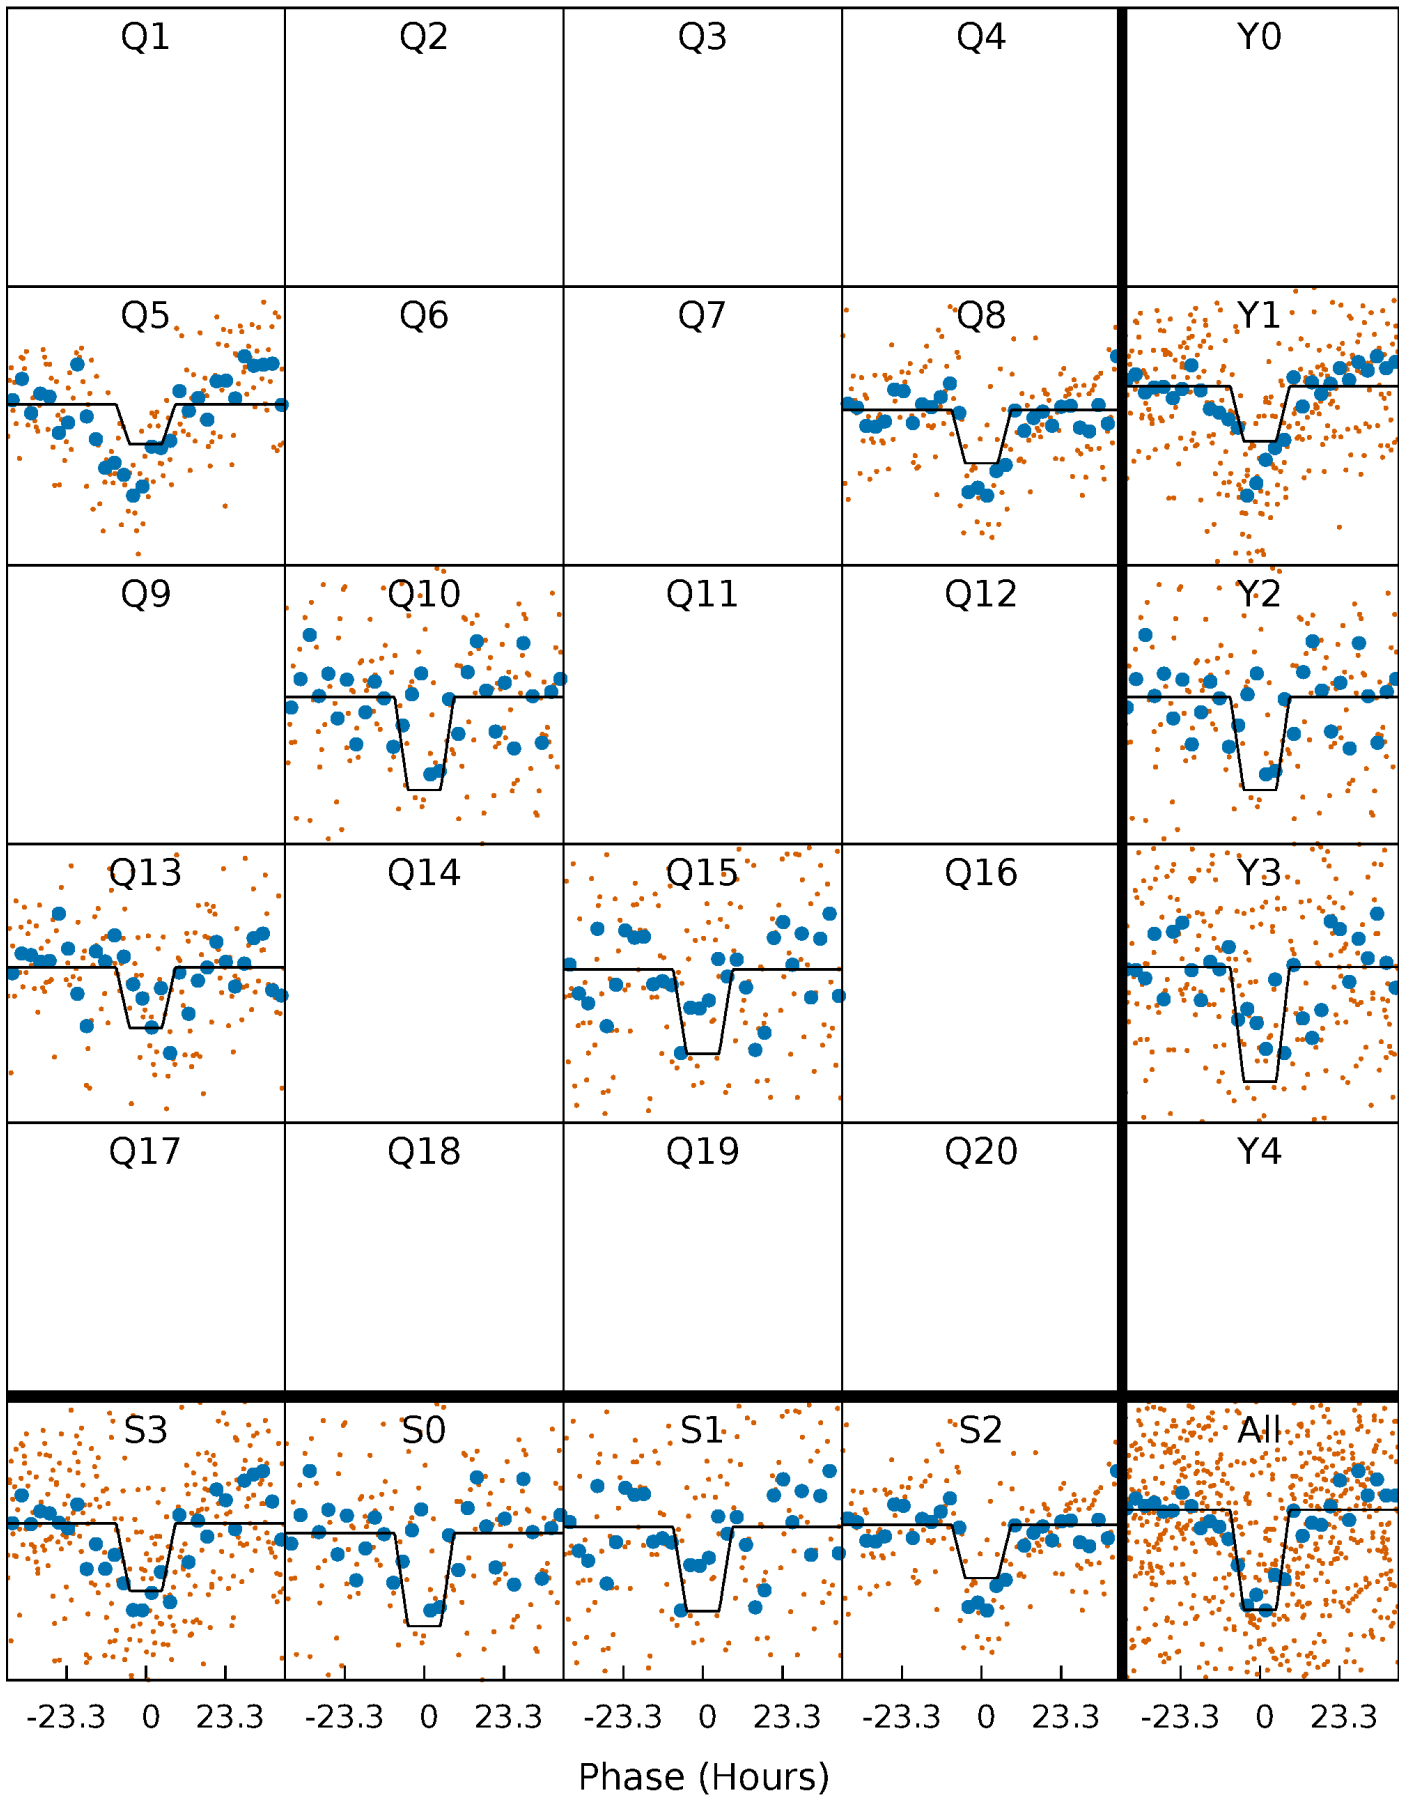 Q1 Q2 Q3 Q4 Y0
Q5 Q6 Q7 Q8 Y1
Q9 Q10 Q11 Q12 Y2
Q13 Q14 Q15 Q16 Y3
Q17 Q18 Q19 Q20 Y4
S3 S0 S1 S2 All
-23.3 0 23.3 -23.3 0 23.3 -23.3 0 23.3 -23.3 0 23.3 -23.3 0 23.3
Phase (Hours)